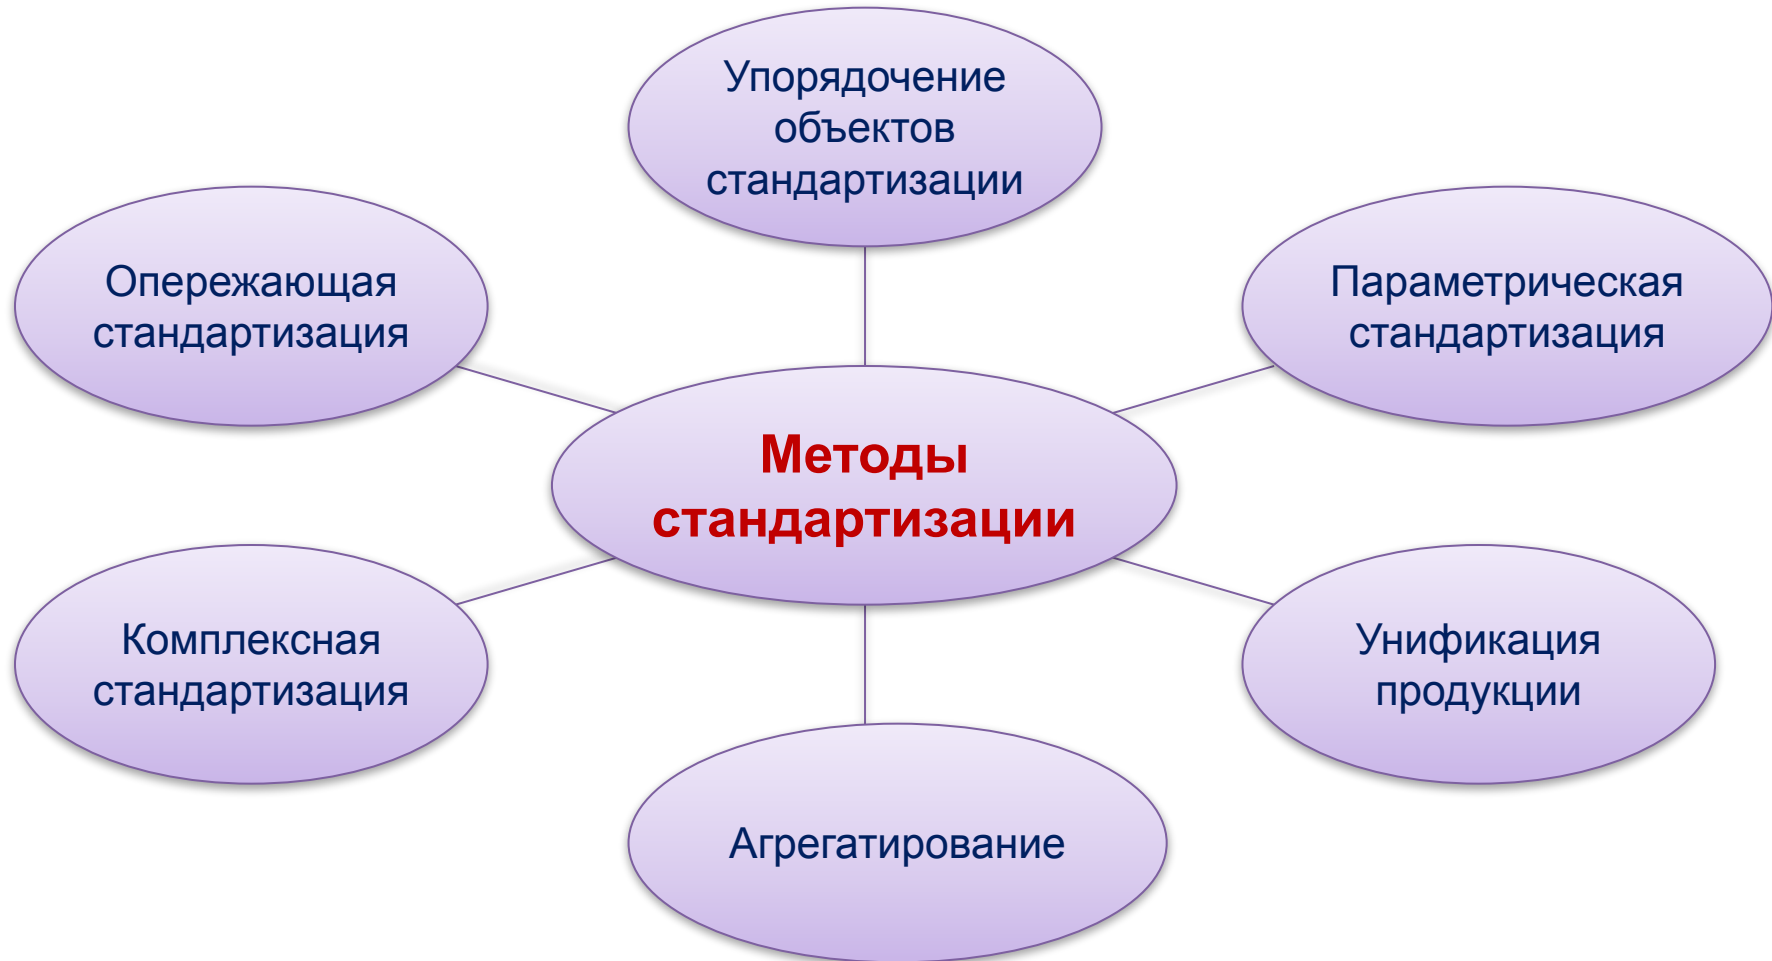 Упорядочение
объектов
стандартизации
Опережающая
стандартизация
Параметрическая
стандартизация
Методы
стандартизации
Комплексная
стандартизация
Унификация
продукции
Агрегатирование